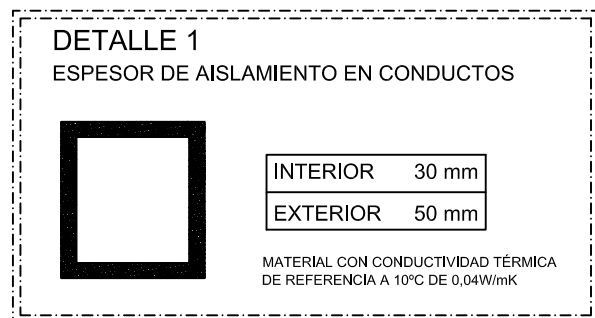 DETALLE 1
ESPESOR DE AISLAMIENTO EN CONDUCTOS
INTERIOR 30 mm
EXTERIOR 50 mm
MATERIAL CON CONDUCTIVIDAD TÉRMICA
DE REFERENCIA A 10ºC DE 0,04W/mK